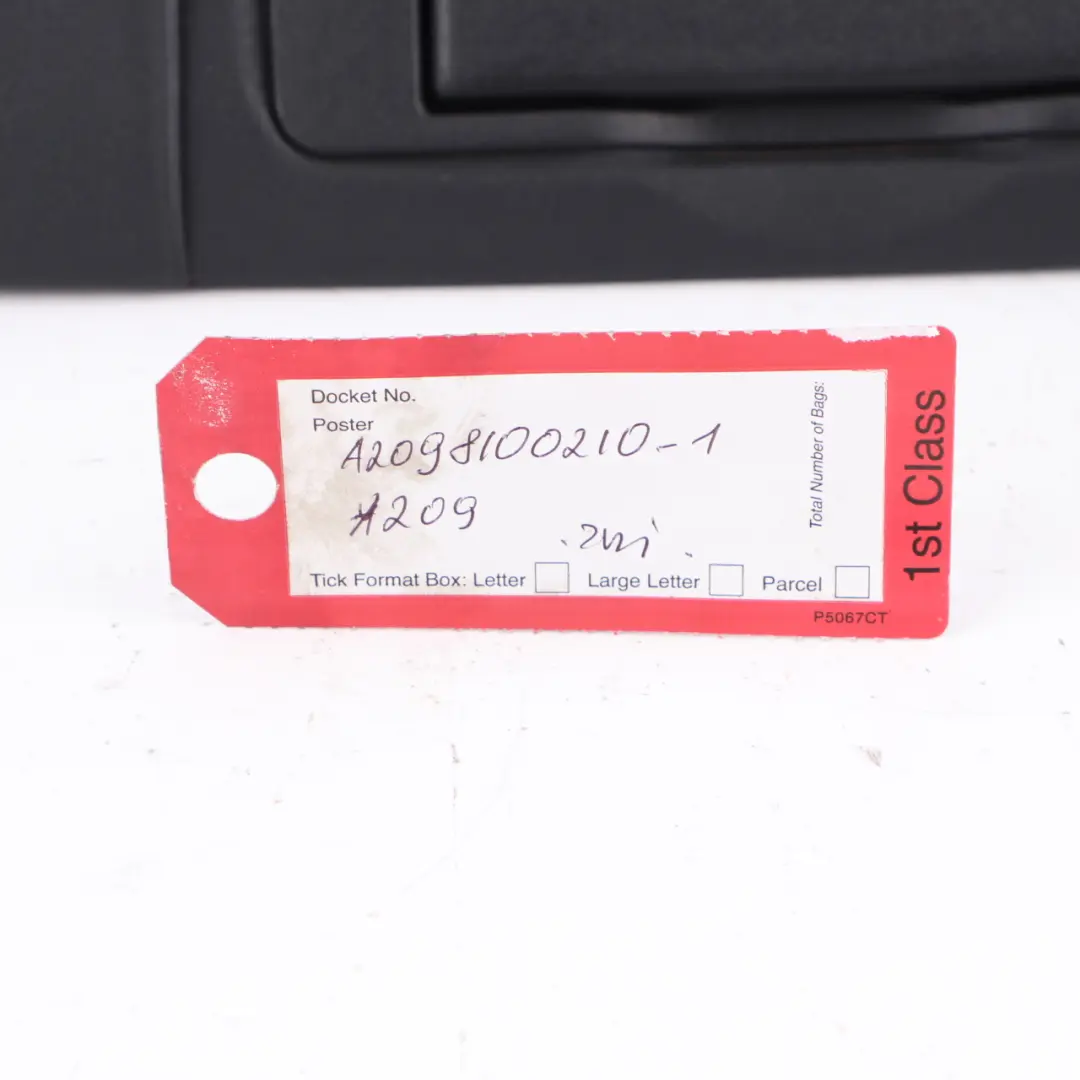 Docket No.
Poster
A2098100210-1
A209
Tick Format Box: Letter Large Letter Parcel
P5067CT
Total Number of Bags:
1st Class